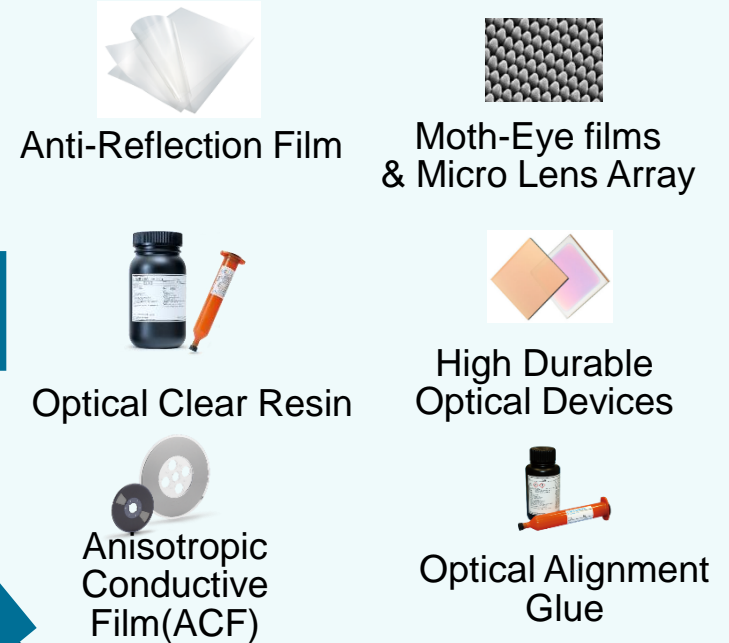 Anti-Reflection Film
Moth-Eye films
& Micro Lens Array
Optical Clear Resin
High Durable
Optical Devices
Anisotropic
Conductive
Film(ACF)
Optical Alignment
Glue